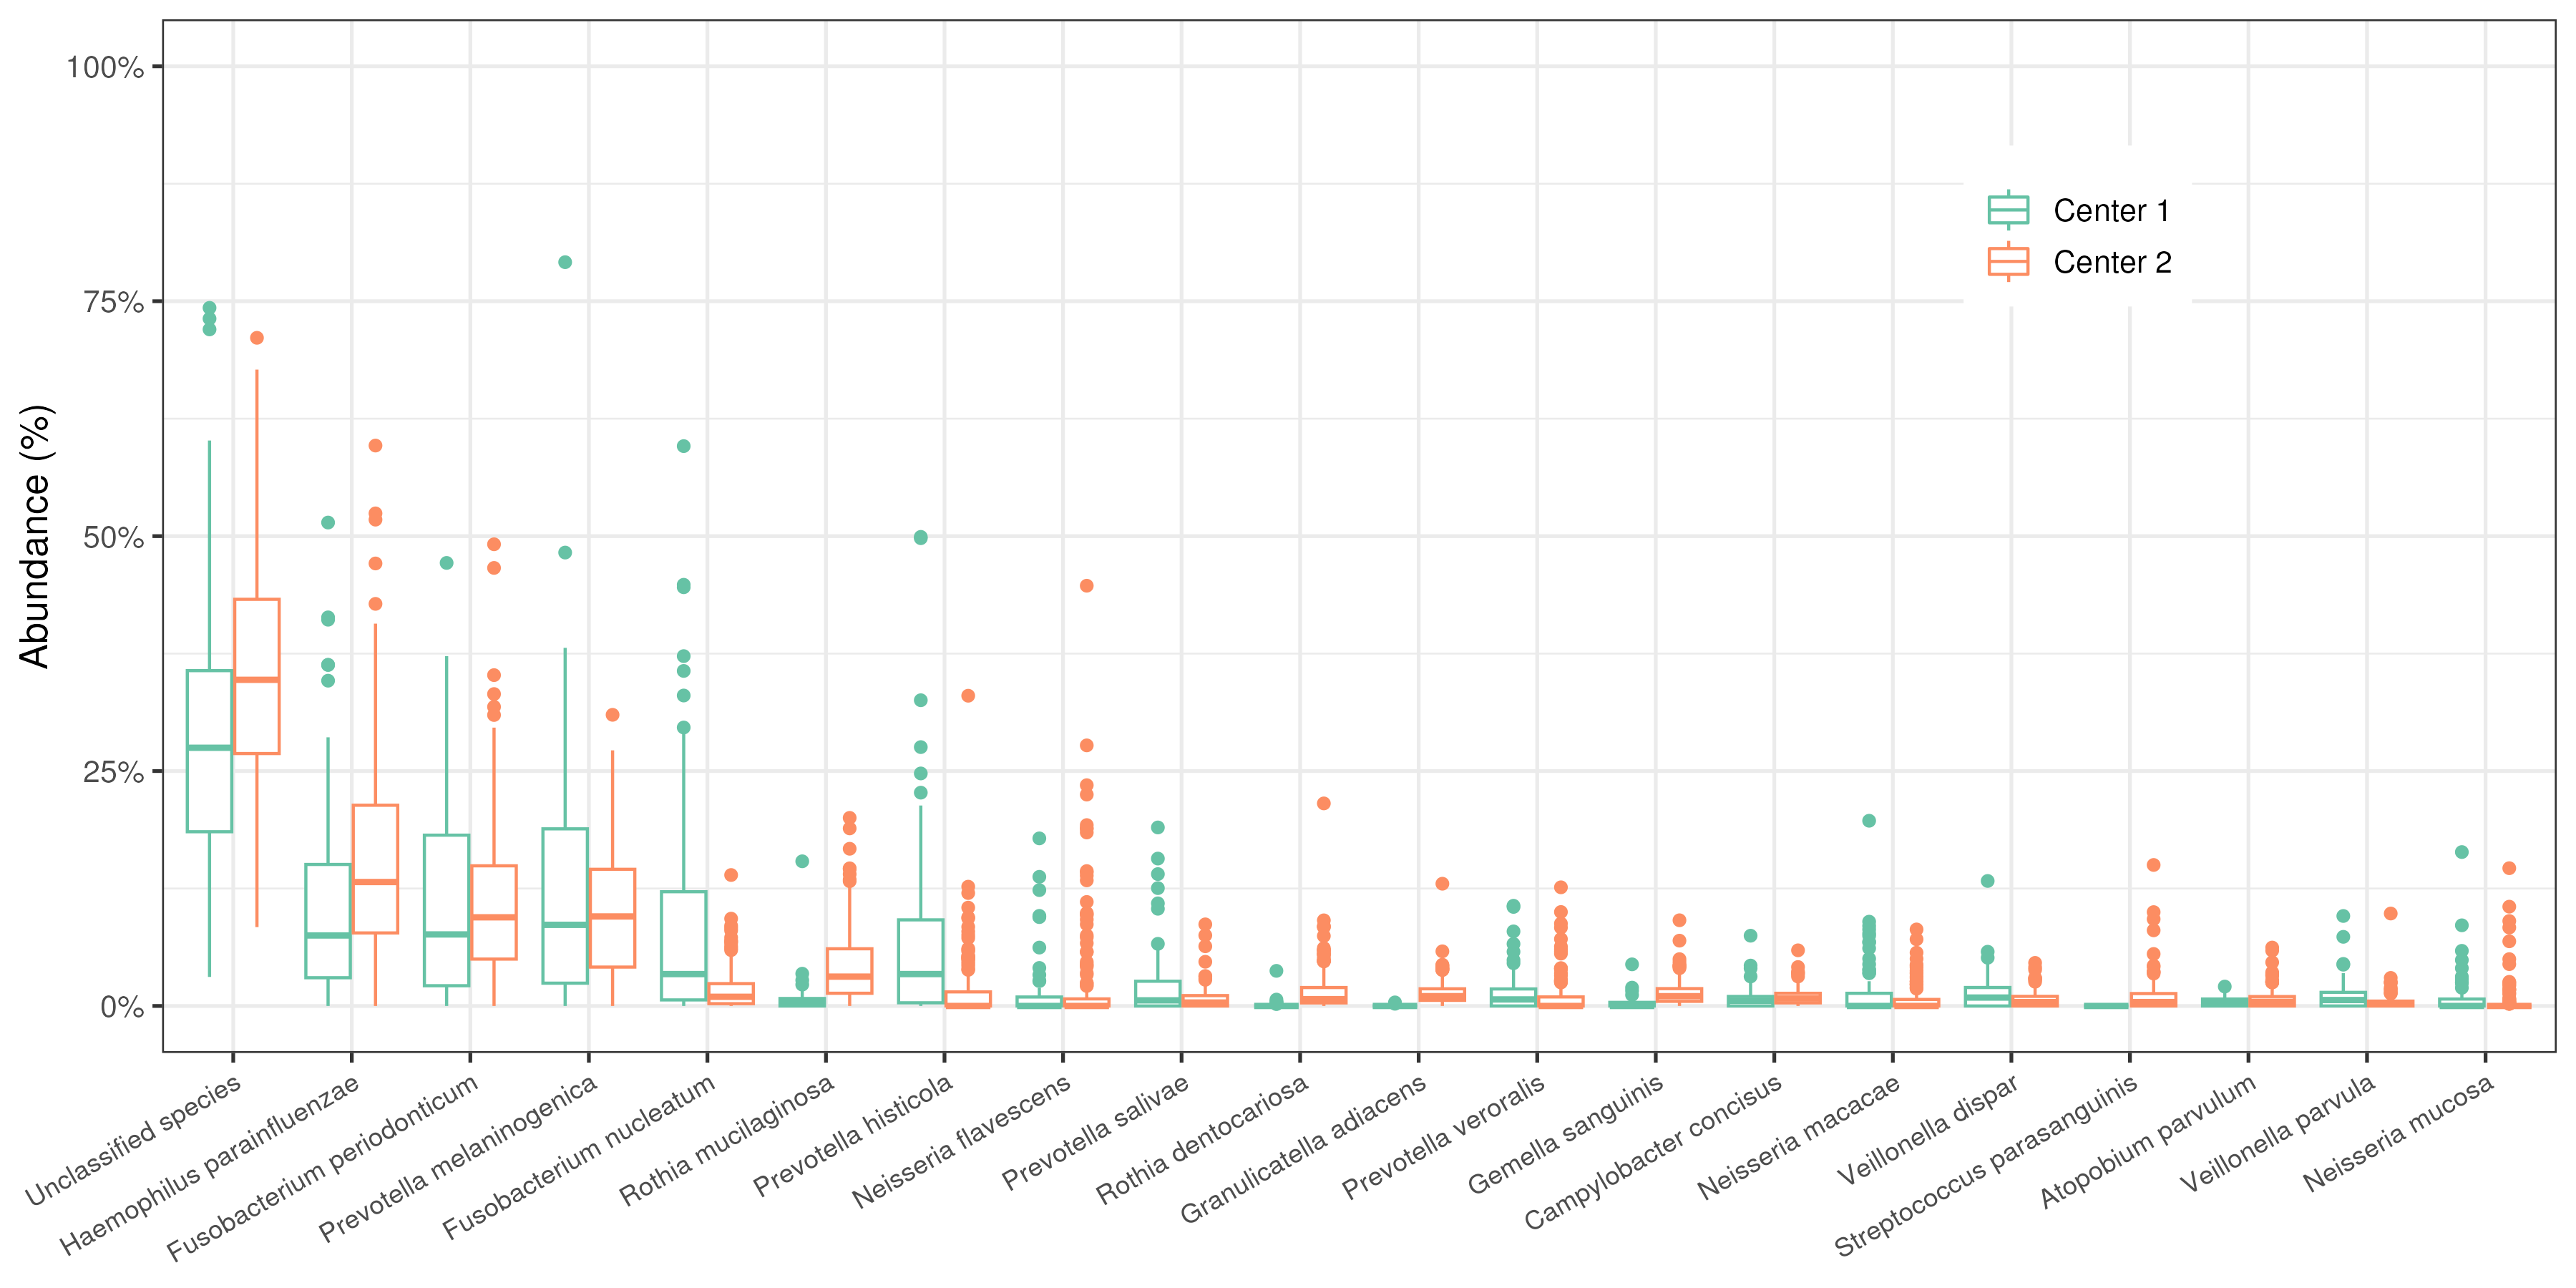 Abundance (%)
100%
75%
50%
25%
0%
Center 1
Center 2
Unclassified species
Haemophilus parainfluenzae
Fusobacterium periodonticum
Prevotella melaninogenica
Fusobacterium nucleatum
Rothia mucilaginosa
Prevotella histicola
Neisseria flavescens
Prevotella salivae
Rothia dentocariosa
Granulicatella adiacens
Prevotella veroralis
Gemella sanguinis
Campylobacter concisus
Neisseria macacae
Veillonella dispar
Streptococcus parasanguinis
Atopobium parvulum
Veillonella parvula
Neisseria mucosa